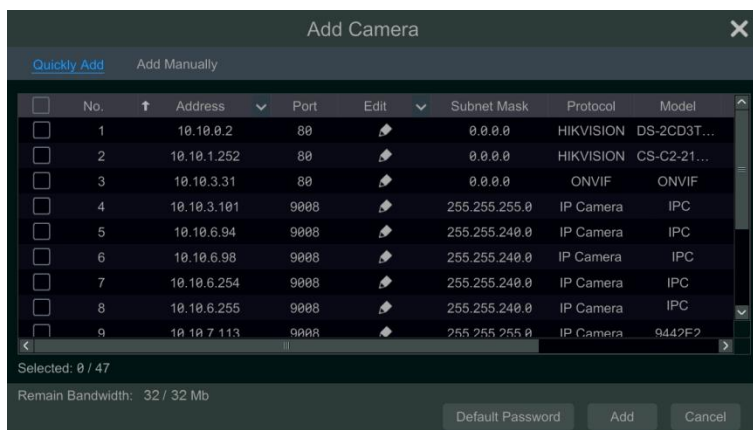 Add Camera
Quickly Add Add Manually
No. Address Port Edit Subnet Mask Protocol Model
1 10.10.0.2 80 0.0.0.0 HIKVISION DS-2CD3T...
2 10.10.1.252 80 0.0.0.0 HIKVISION CS-C2-21...
3 10.10.3.31 80 0.0.0.0 ONVIF ONVIF
4 10.10.3.101 9008 255.255.255.0 IP Camera IPC
5 10.10.6.94 9008 255.255.240.0 IP Camera IPC
6 10.10.6.98 9008 255.255.240.0 IP Camera IPC
7 10.10.6.254 9008 255.255.240.0 IP Camera IPC
8 10.10.6.255 9008 255.255.240.0 IP Camera IPC
9 10.10.7.113 9008 255.255.255.0 IP Camera 9442E2
Selected: 0 / 47
Remain Bandwidth: 32 / 32 Mb
Default Password Add Cancel